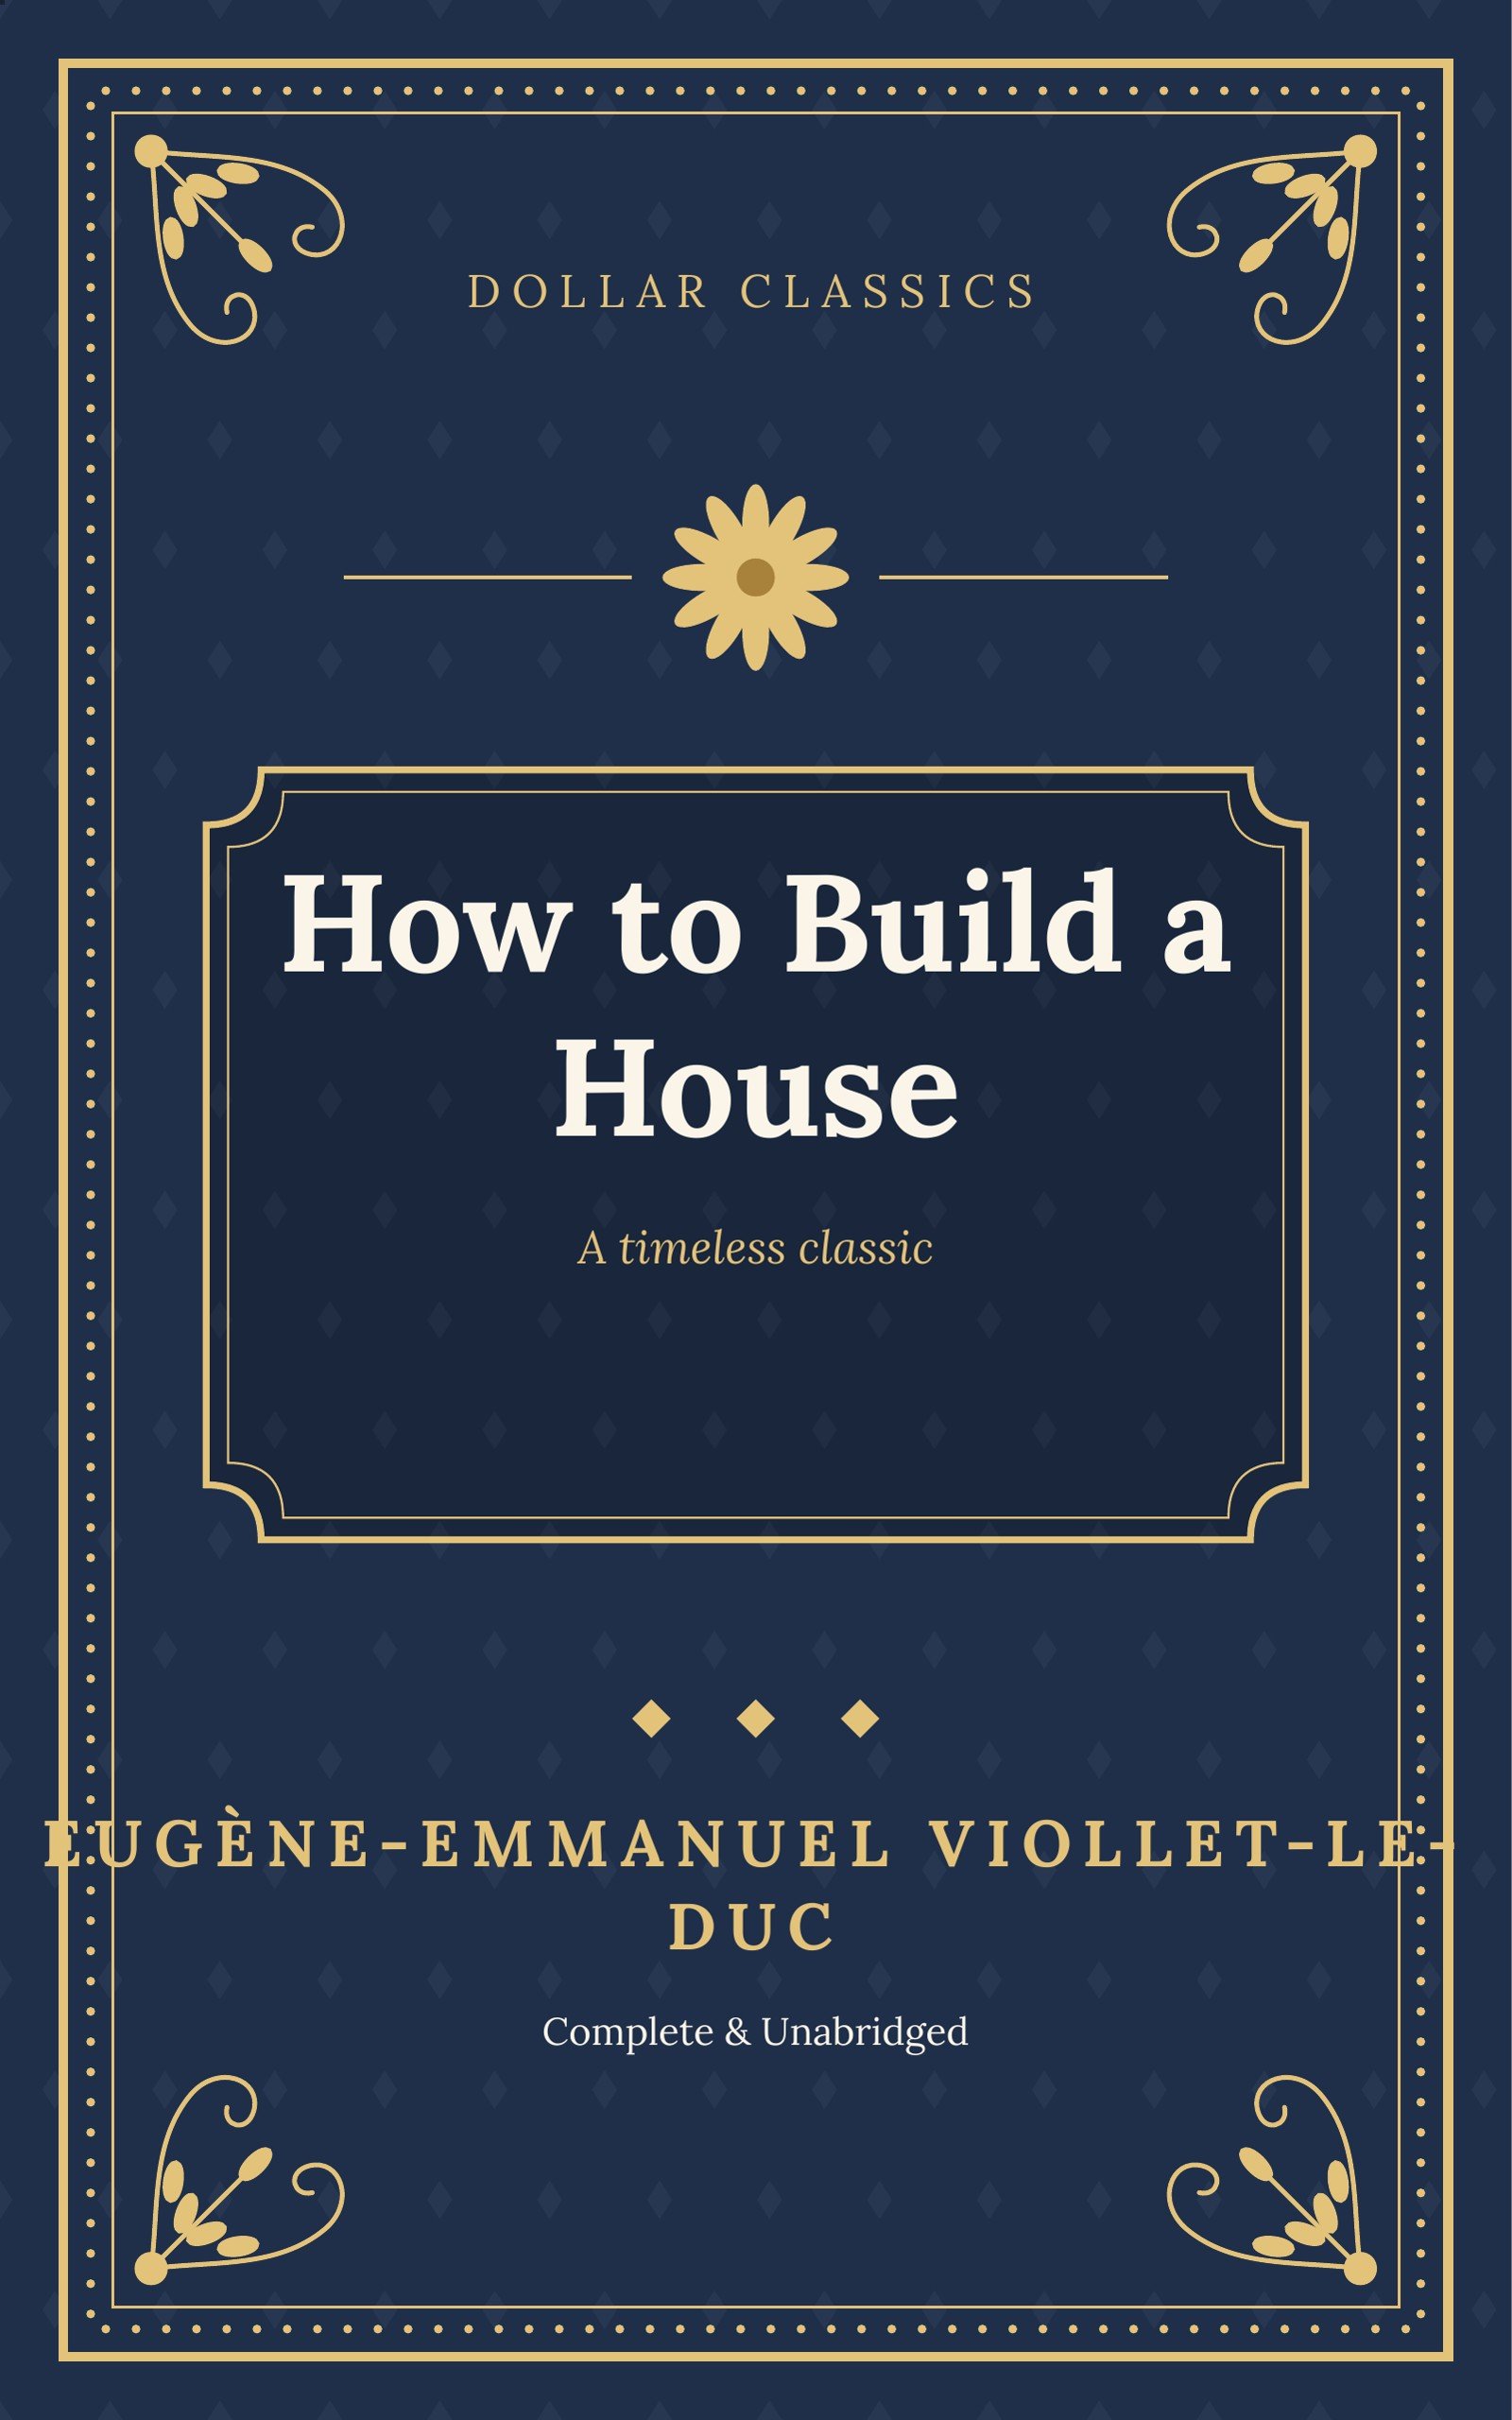 DOLLAR CLASSICS
How to Build a
House
A timeless classic
EUGÈNE-EMMANUEL VIOLLET-LE-
DUC
Complete & Unabridged